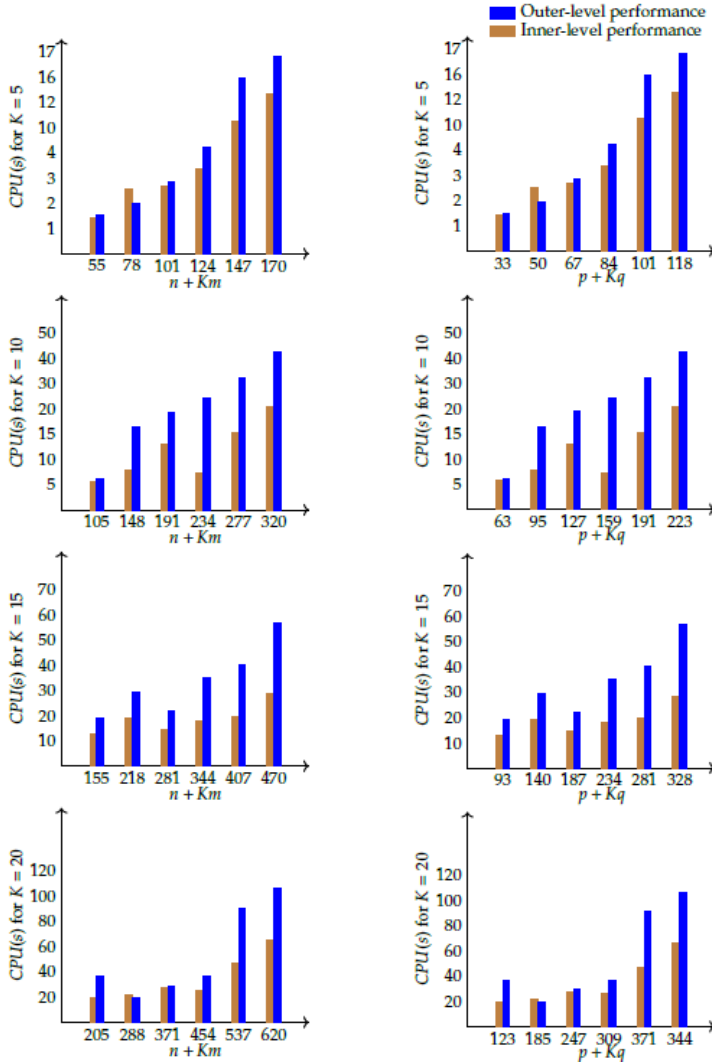 Outer-level performance
Inner-level performance
CPU(s) for K = 5
17
16
12
10
4
3
2
1
55 78 101 124 147 170
n + Km
CPU(s) for K = 5
17
16
12
10
4
3
2
1
33 50 67 84 101 118
p + Kq
CPU(s) for K = 10
50
40
30
20
15
10
5
105 148 191 234 277 320
n + Km
CPU(s) for K = 10
50
40
30
20
15
10
5
63 95 127 159 191 223
p + Kq
CPU(s) for K = 15
70
60
50
40
30
20
10
155 218 281 344 407 470
n + Km
CPU(s) for K = 15
70
60
50
40
30
20
10
93 140 187 234 281 328
p + Kq
CPU(s) for K = 20
120
100
80
60
40
20
205 288 371 454 537 620
n + Km
CPU(s) for K = 20
120
100
80
60
40
20
123 185 247 309 371 344
p + Kq